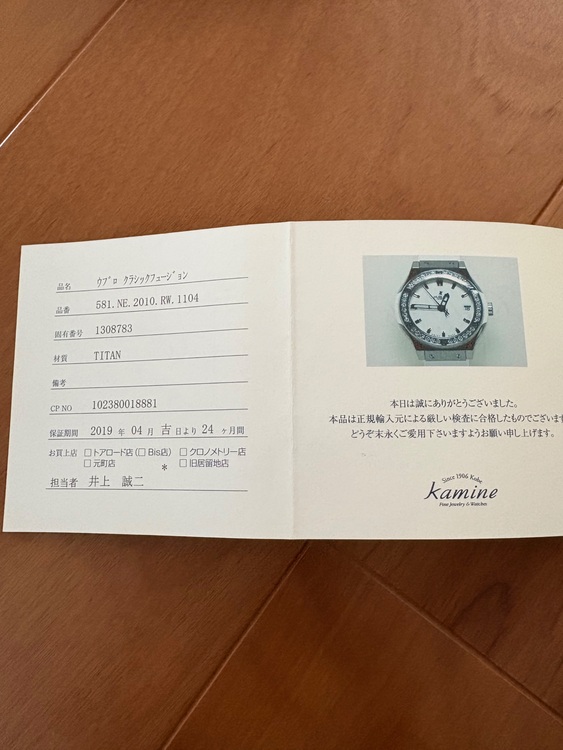 品名 ウブロ クラシックフュージョン
品番 581.NE.2010.RW.1104
固有番号 1308783
材質 TITAN
備考
CP NO 102380018881
保証期間 2019 年 04 月 吉 日より 24 ヶ月間
お買上店 □トアロード店(□Bis店) □クロノメトリー店
□元町店 * □旧居留地店
担当者 井上 誠二
本日は誠にありがとうございました。
本品は正規輸入元による厳しい検査に合格したものでございます
どうぞ末永くご愛用下さいますようお願い申し上げます。
Since 1906 Kobe
kamine
Fine Jewelry & Watches